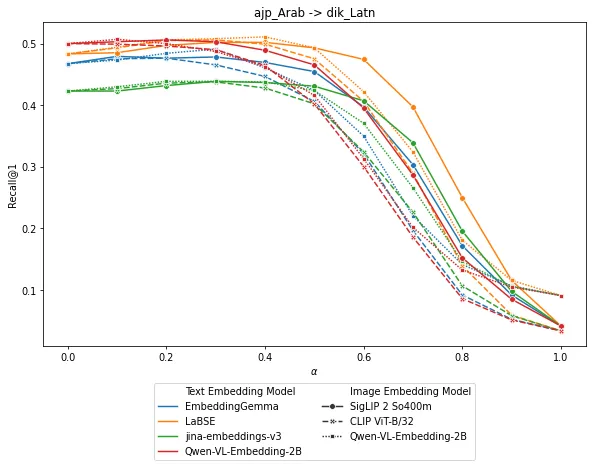 ajp_Arab -> dik_Latn
Recall@1
0.5
0.4
0.3
0.2
0.1
0.0 0.2 0.4 0.6 0.8 1.0
α
Text Embedding Model Image Embedding Model
EmbeddingGemma SigLIP 2 So400m
LaBSE CLIP ViT-B/32
jina-embeddings-v3 Qwen-VL-Embedding-2B
Qwen-VL-Embedding-2B